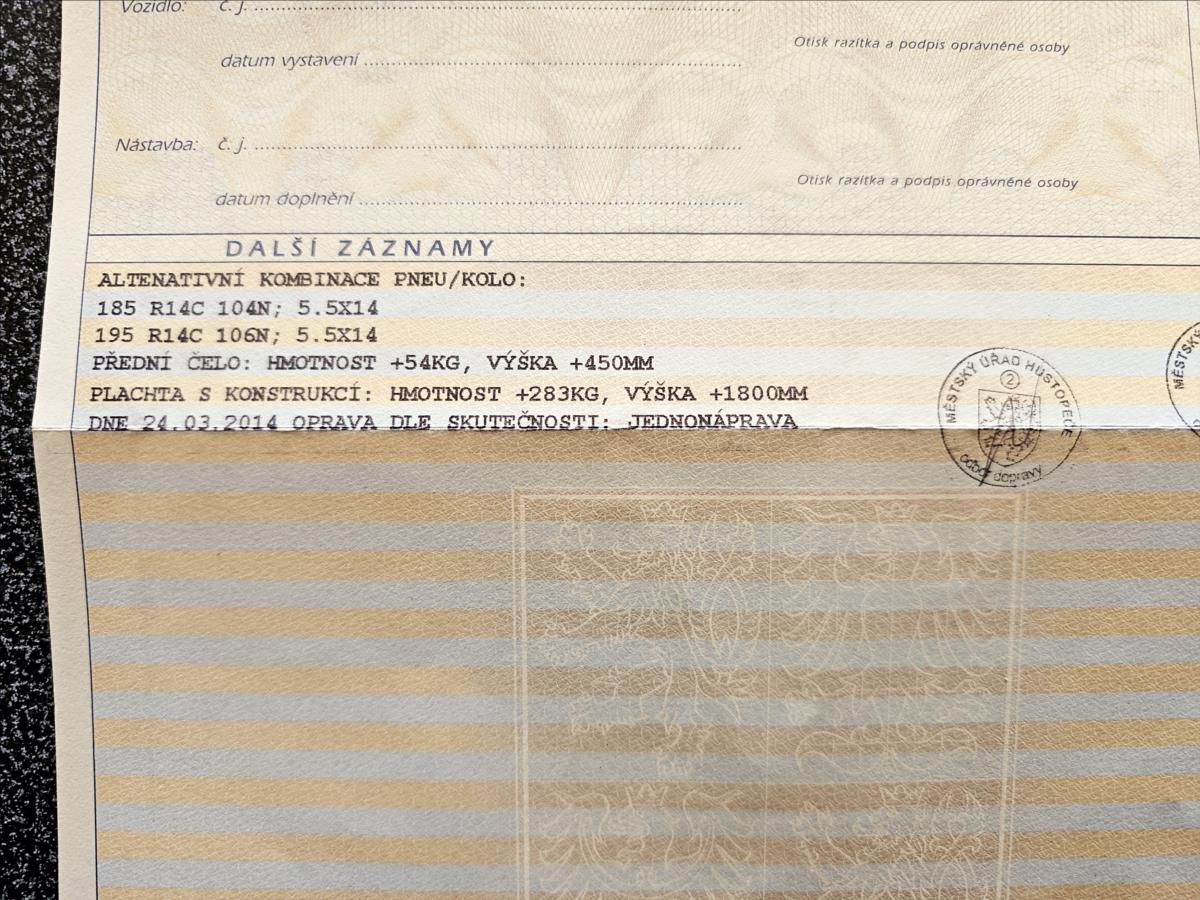 Vozidlo: č. j.
Otisk razítka a podpis oprávněné osoby
datum vystavení
Nástavba: č. j.
Otisk razítka a podpis oprávněné osoby
datum doplnění
DALŠÍ ZÁZNAMY
ALTENATIVNÍ KOMBINACE PNEU/KOLO:
185 R14C 104N; 5.5X14
195 R14C 106N; 5.5X14
PŘEDNÍ ČELO: HMOTNOST +54KG, VÝŠKA +450MM
PLACHTA S KONSTRUKCÍ: HMOTNOST +283KG, VÝŠKA +1800MM
DNE 24.03.2014 OPRAVA DLE SKUTEČNOSTI: JEDNONÁPRAVA
MĚSTSKÝ ÚŘAD HUSTOPEČE
2
odbor dopravy
MĚSTSKÝ